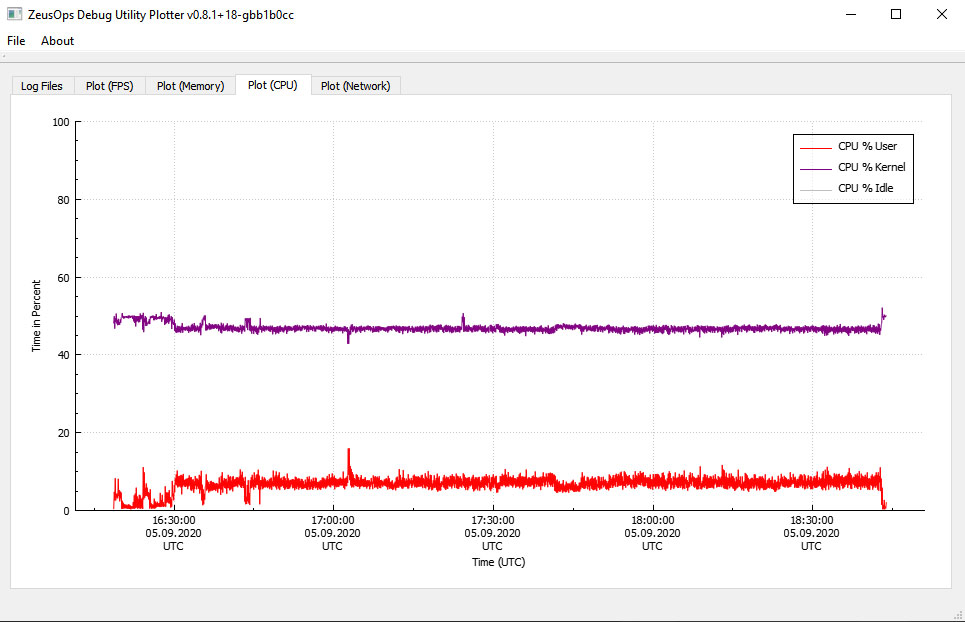 ZeusOps Debug Utility Plotter v0.8.1+18-gbb1b0cc
File About
Log Files Plot (FPS) Plot (Memory) Plot (CPU) Plot (Network)
100
80
60
40
20
0
Time in Percent
CPU % User
CPU % Kernel
CPU % Idle
16:30:00 17:00:00 17:30:00 18:00:00 18:30:00
05.09.2020 05.09.2020 05.09.2020 05.09.2020 05.09.2020
UTC UTC UTC UTC UTC
Time (UTC)